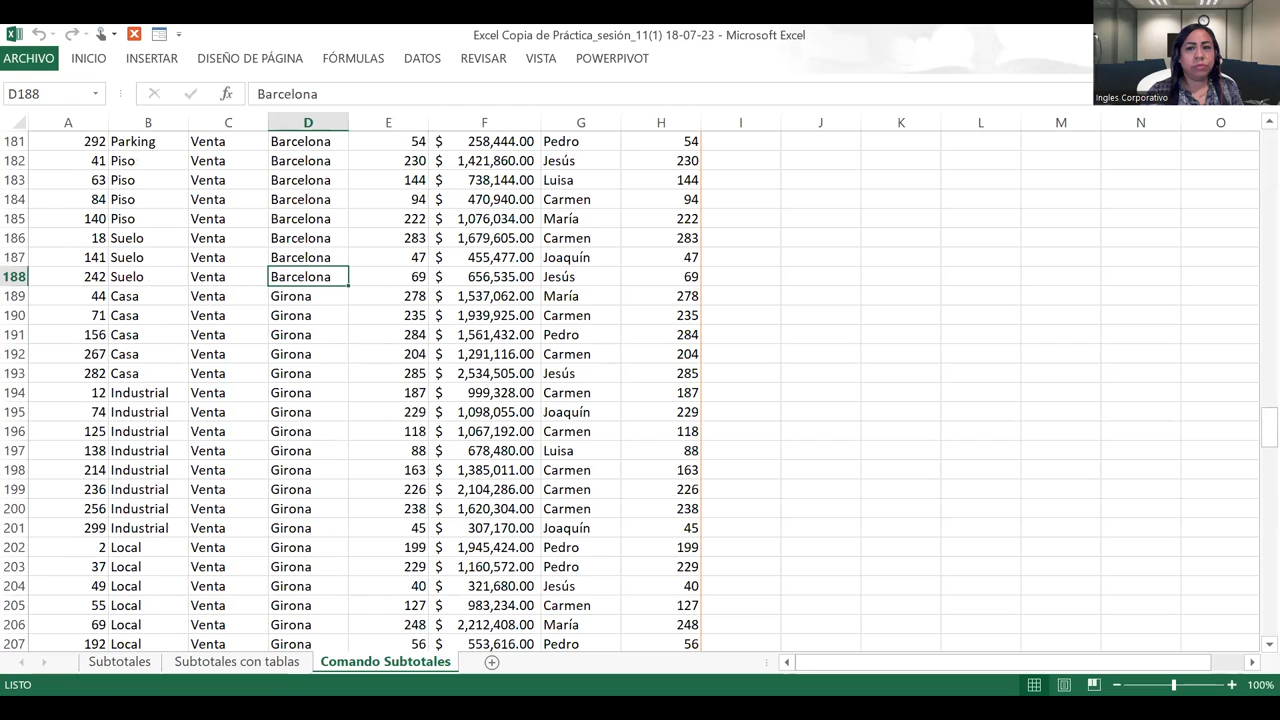 Excel Copia de Práctica_sesión_11(1) 18-07-23 - Microsoft Excel
ARCHIVO INICIO INSERTAR DISEÑO DE PÁGINA FÓRMULAS DATOS REVISAR VISTA POWERPIVOT
Ingles Corporativo
D188 fx Barcelona
A B C D E F G H I J K L M N O
181 292 Parking Venta Barcelona 54 $ 258,444.00 Pedro 54
182 41 Piso Venta Barcelona 230 $ 1,421,860.00 Jesús 230
183 63 Piso Venta Barcelona 144 $ 738,144.00 Luisa 144
184 84 Piso Venta Barcelona 94 $ 470,940.00 Carmen 94
185 140 Piso Venta Barcelona 222 $ 1,076,034.00 María 222
186 18 Suelo Venta Barcelona 283 $ 1,679,605.00 Carmen 283
187 141 Suelo Venta Barcelona 47 $ 455,477.00 Joaquín 47
188 242 Suelo Venta Barcelona 69 $ 656,535.00 Jesús 69
189 44 Casa Venta Girona 278 $ 1,537,062.00 María 278
190 71 Casa Venta Girona 235 $ 1,939,925.00 Carmen 235
191 156 Casa Venta Girona 284 $ 1,561,432.00 Pedro 284
192 267 Casa Venta Girona 204 $ 1,291,116.00 Carmen 204
193 282 Casa Venta Girona 285 $ 2,534,505.00 Jesús 285
194 12 Industrial Venta Girona 187 $ 999,328.00 Carmen 187
195 74 Industrial Venta Girona 229 $ 1,098,055.00 Joaquín 229
196 125 Industrial Venta Girona 118 $ 1,067,192.00 Carmen 118
197 138 Industrial Venta Girona 88 $ 678,480.00 Luisa 88
198 214 Industrial Venta Girona 163 $ 1,385,011.00 Carmen 163
199 236 Industrial Venta Girona 226 $ 2,104,286.00 Carmen 226
200 256 Industrial Venta Girona 238 $ 1,620,304.00 Carmen 238
201 299 Industrial Venta Girona 45 $ 307,170.00 Joaquín 45
202 2 Local Venta Girona 199 $ 1,945,424.00 Pedro 199
203 37 Local Venta Girona 229 $ 1,160,572.00 Pedro 229
204 49 Local Venta Girona 40 $ 321,680.00 Jesús 40
205 55 Local Venta Girona 127 $ 983,234.00 Carmen 127
206 69 Local Venta Girona 248 $ 2,212,408.00 María 248
207 192 Local Venta Girona 56 $ 553,616.00 Pedro 56
Subtotales Subtotales con tablas Comando Subtotales
LISTO 100%